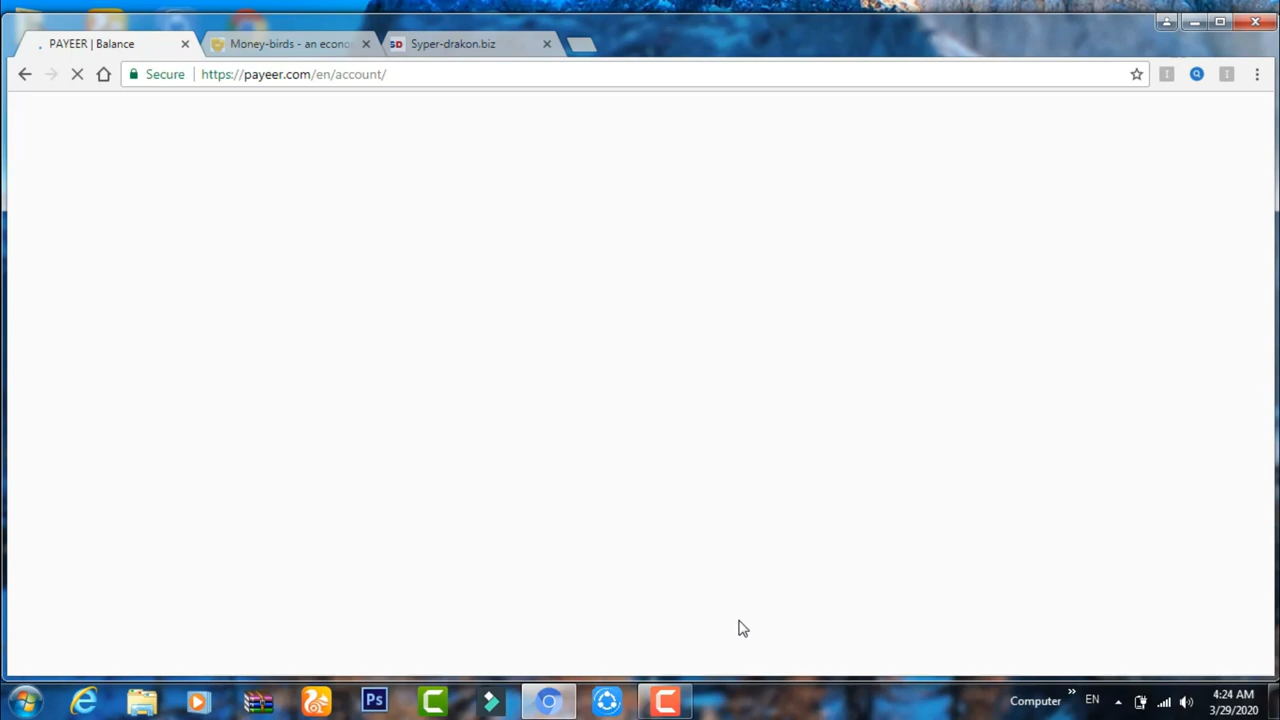 PAYEER | Balance
Money-birds - an econo
Syper-drakon.biz
Secure
https://payeer.com/en/account/
Ps
Computer
EN
4:24 AM
3/29/2020